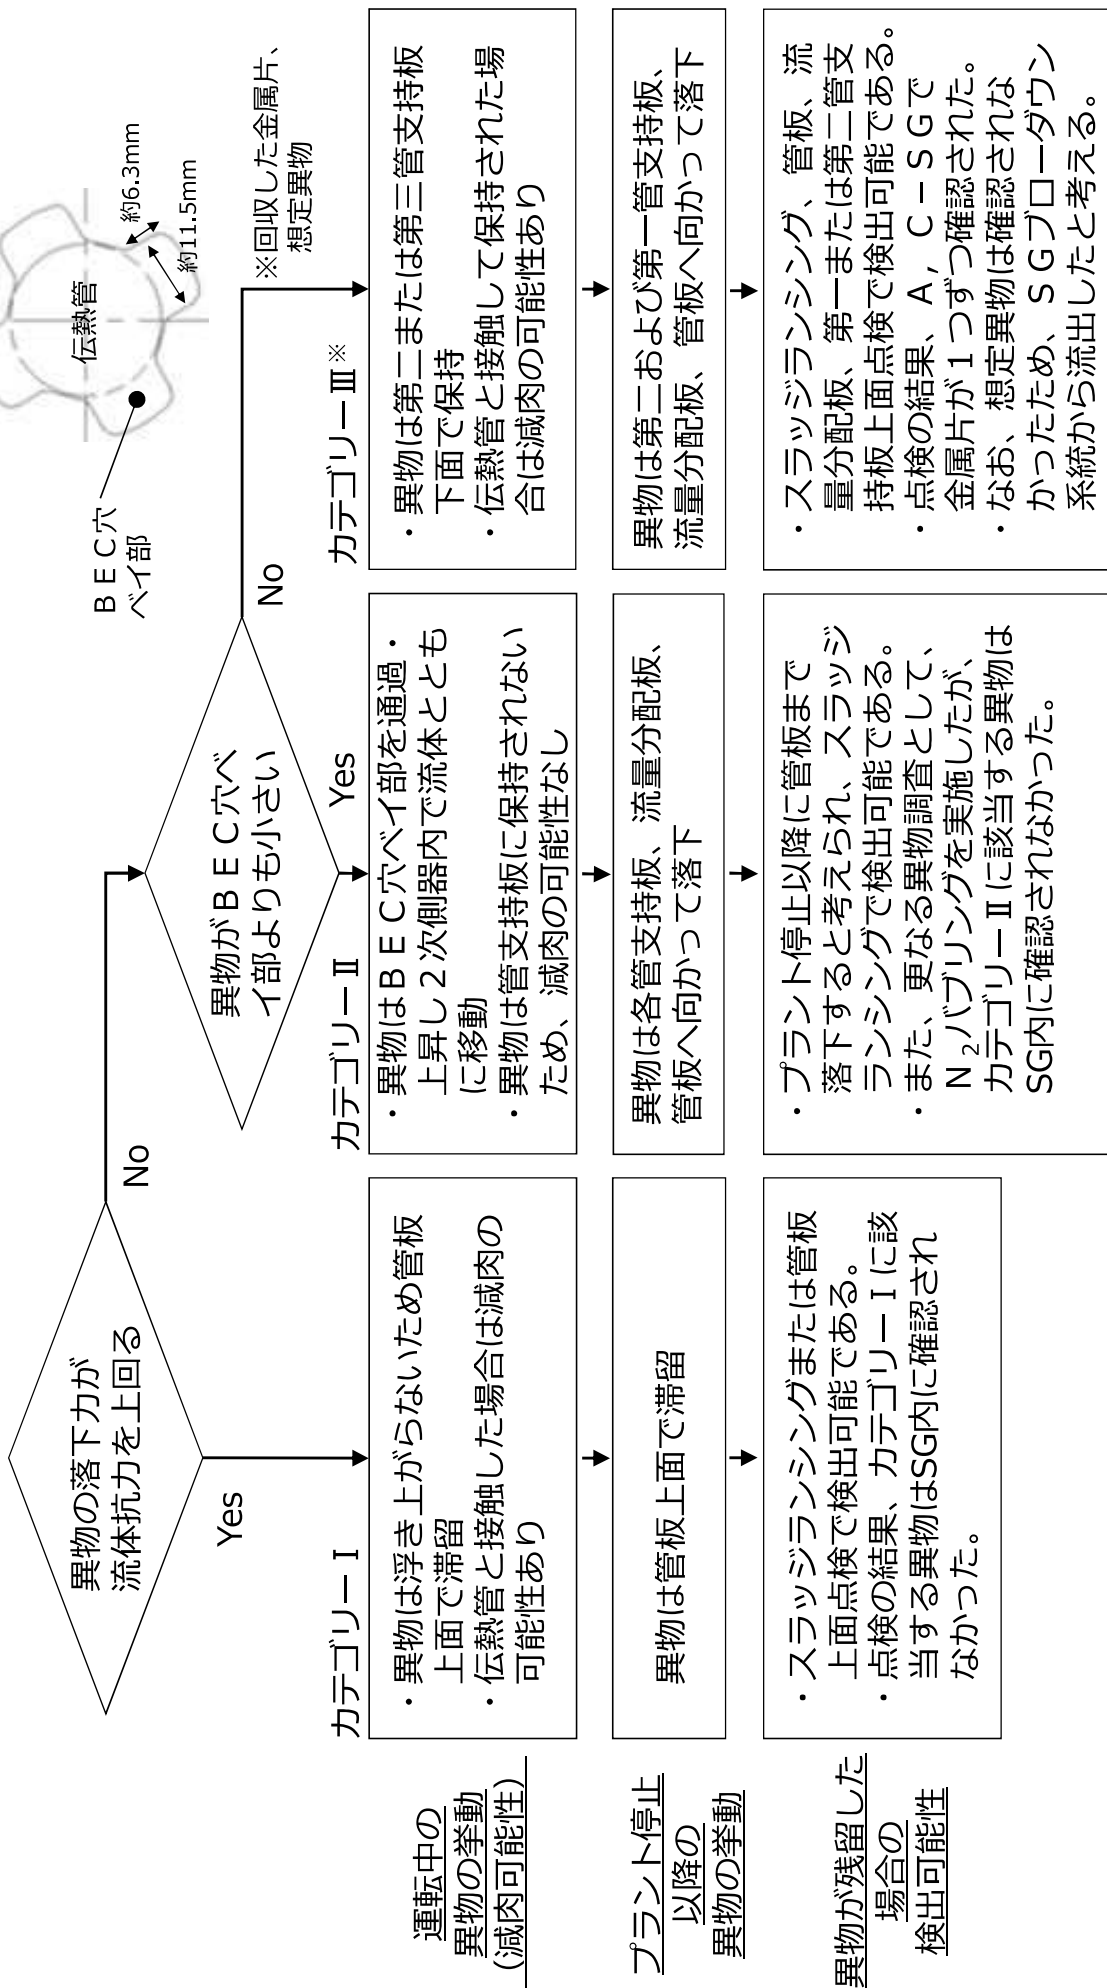 異物の落下力が
流体抗力を上回る
Yes
No
異物がＢＥＣ穴ベ
イ部よりも小さい
Yes
No
ＢＥＣ穴
ベイ部
伝熱管
約6.3mm
約11.5mm
※回収した金属片、
想定異物
カテゴリーⅠ
カテゴリーⅡ
カテゴリーⅢ※
運転中の
異物の挙動
(減肉可能性)
・異物は浮き上がらないため管板
上面で滞留
・伝熱管と接触した場合は減肉の
可能性あり
・異物はＢＥＣ穴ベイ部を通過・
上昇し２次側器内で流体ととも
に移動
・異物は管支持板に保持されない
ため、減肉の可能性なし
・異物は第二または第三管支持板
下面で保持
・伝熱管と接触して保持された場
合は減肉の可能性あり
プラント停止
以降の
異物の挙動
異物は管板上面で滞留
異物は各管支持板、流量分配板、
管板へ向かって落下
異物は第二および第一管支持板、
流量分配板、管板へ向かって落下
異物が残留した
場合の
検出可能性
・スラッジランシングまたは管板
上面点検で検出可能である。
・点検の結果、カテゴリーⅠに該
当する異物はSG内に確認され
なかった。
・プラント停止以降に管板まで
落下すると考えられ、スラッジ
ランシングで検出可能である。
・また、更なる異物調査として、
Ｎ₂バブリングを実施したが、
カテゴリーⅡに該当する異物は
SG内に確認されなかった。
・スラッジランシング、管板、流
量分配板、第一または第二管支
持板上面点検で検出可能である。
・点検の結果、Ａ，Ｃ－ＳＧで
金属片が１つずつ確認された。
・なお、想定異物は確認されな
かったため、ＳＧブローダウン
系統から流出したと考える。